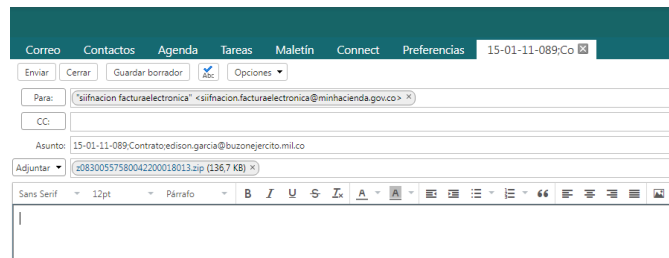 Correo Contactos Agenda Tareas Maletín Connect Preferencias 15-01-11-089;Co
Enviar Cerrar Guardar borrador Abc Opciones
Para: "siifnacion facturaelectronica" <siifnacion.facturaelectronica@minhacienda.gov.co> ×
CC:
Asunto: 15-01-11-089;Contrato;edison.garcia@buzonejercito.mil.co
Adjuntar z08300557580042200018013.zip (136,7 KB) ×
Sans Serif 12pt Párrafo B I U S Tx A A